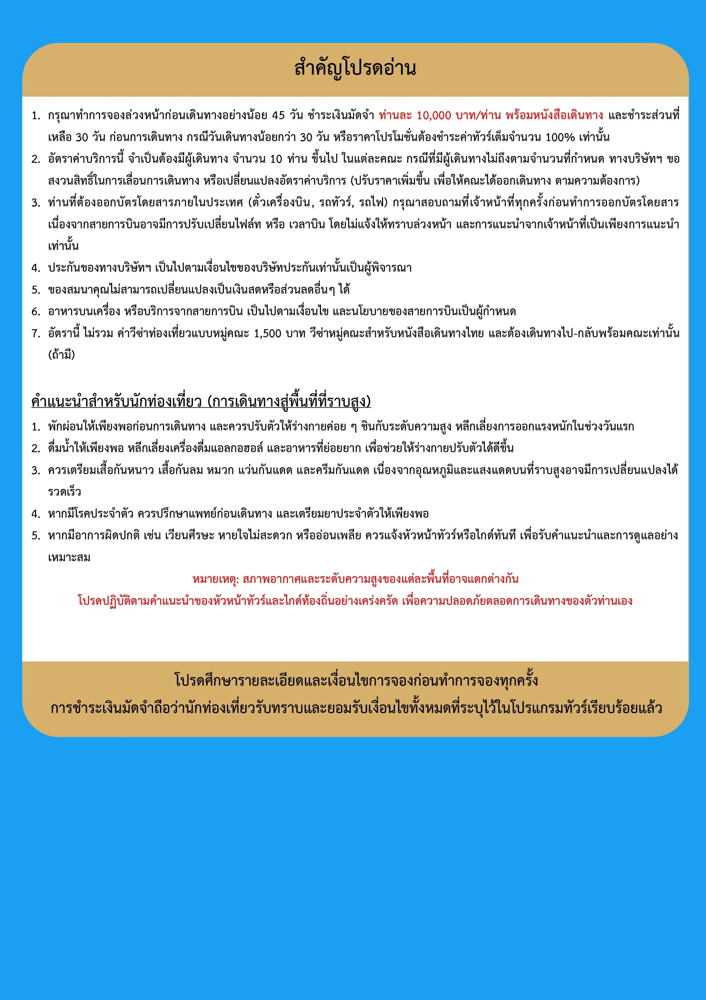 สำคัญโปรดอ่าน
1. กรุณาทำการจองล่วงหน้าก่อนเดินทางอย่างน้อย 45 วัน ชำระเงินมัดจำ ท่านละ 10,000 บาท/ท่าน พร้อมหนังสือเดินทาง และชำระส่วนที่
เหลือ 30 วัน ก่อนการเดินทาง กรณีวันเดินทางน้อยกว่า 30 วัน หรือราคาโปรโมชั่นต้องชำระค่าทัวร์เต็มจำนวน 100% เท่านั้น
2. อัตราค่าบริการนี้ จำเป็นต้องมีผู้เดินทาง จำนวน 10 ท่าน ขึ้นไป ในแต่ละคณะ กรณีที่มีผู้เดินทางไม่ถึงตามจำนวนที่กำหนด ทางบริษัทฯ ขอ
สงวนสิทธิ์ในการเลื่อนการเดินทาง หรือเปลี่ยนแปลงอัตราค่าบริการ (ปรับราคาเพิ่มขึ้น เพื่อให้คณะได้ออกเดินทาง ตามความต้องการ)
3. ท่านที่ต้องออกบัตรโดยสารภายในประเทศ (ตั๋วเครื่องบิน, รถทัวร์, รถไฟ) กรุณาสอบถามที่เจ้าหน้าที่ทุกครั้งก่อนทำการออกบัตรโดยสาร
เนื่องจากสายการบินอาจมีการปรับเปลี่ยนไฟล์ท หรือ เวลาบิน โดยไม่แจ้งให้ทราบล่วงหน้า และการแนะนำจากเจ้าหน้าที่เป็นเพียงการแนะนำ
เท่านั้น
4. ประกันของทางบริษัทฯ เป็นไปตามเงื่อนไขของบริษัทประกันเท่านั้นเป็นผู้พิจารณา
5. ของสมนาคุณไม่สามารถเปลี่ยนแปลงเป็นเงินสดหรือส่วนลดอื่นๆ ได้
6. อาหารบนเครื่อง หรือบริการจากสายการบิน เป็นไปตามเงื่อนไข และนโยบายของสายการบินเป็นผู้กำหนด
7. อัตรานี้ ไม่รวม ค่าวีซ่าท่องเที่ยวแบบหมู่คณะ 1,500 บาท วีซ่าหมู่คณะสำหรับหนังสือเดินทางไทย และต้องเดินทางไป-กลับพร้อมคณะเท่านั้น
(ถ้ามี)
คำแนะนำสำหรับนักท่องเที่ยว (การเดินทางสู่พื้นที่ที่ราบสูง)
1. พักผ่อนให้เพียงพอก่อนการเดินทาง และควรปรับตัวให้ร่างกายค่อย ๆ ชินกับระดับความสูง หลีกเลี่ยงการออกแรงหนักในช่วงวันแรก
2. ดื่มน้ำให้เพียงพอ หลีกเลี่ยงเครื่องดื่มแอลกอฮอล์ และอาหารที่ย่อยยาก เพื่อช่วยให้ร่างกายปรับตัวได้ดีขึ้น
3. ควรเตรียมเสื้อกันหนาว เสื้อกันลม หมวก แว่นกันแดด และครีมกันแดด เนื่องจากอุณหภูมิและแสงแดดบนที่ราบสูงอาจมีการเปลี่ยนแปลงได้
รวดเร็ว
4. หากมีโรคประจำตัว ควรปรึกษาแพทย์ก่อนเดินทาง และเตรียมยาประจำตัวให้เพียงพอ
5. หากมีอาการผิดปกติ เช่น เวียนศีรษะ หายใจไม่สะดวก หรืออ่อนเพลีย ควรแจ้งหัวหน้าทัวร์หรือไกด์ทันที เพื่อรับคำแนะนำและการดูแลอย่าง
เหมาะสม
หมายเหตุ: สภาพอากาศและระดับความสูงของแต่ละพื้นที่อาจแตกต่างกัน
โปรดปฏิบัติตามคำแนะนำของหัวหน้าทัวร์และไกด์ท้องถิ่นอย่างเคร่งครัด เพื่อความปลอดภัยตลอดการเดินทางของตัวท่านเอง
โปรดศึกษารายละเอียดและเงื่อนไขการจองก่อนทำการจองทุกครั้ง
การชำระเงินมัดจำถือว่านักท่องเที่ยวรับทราบและยอมรับเงื่อนไขทั้งหมดที่ระบุไว้ในโปรแกรมทัวร์เรียบร้อยแล้ว